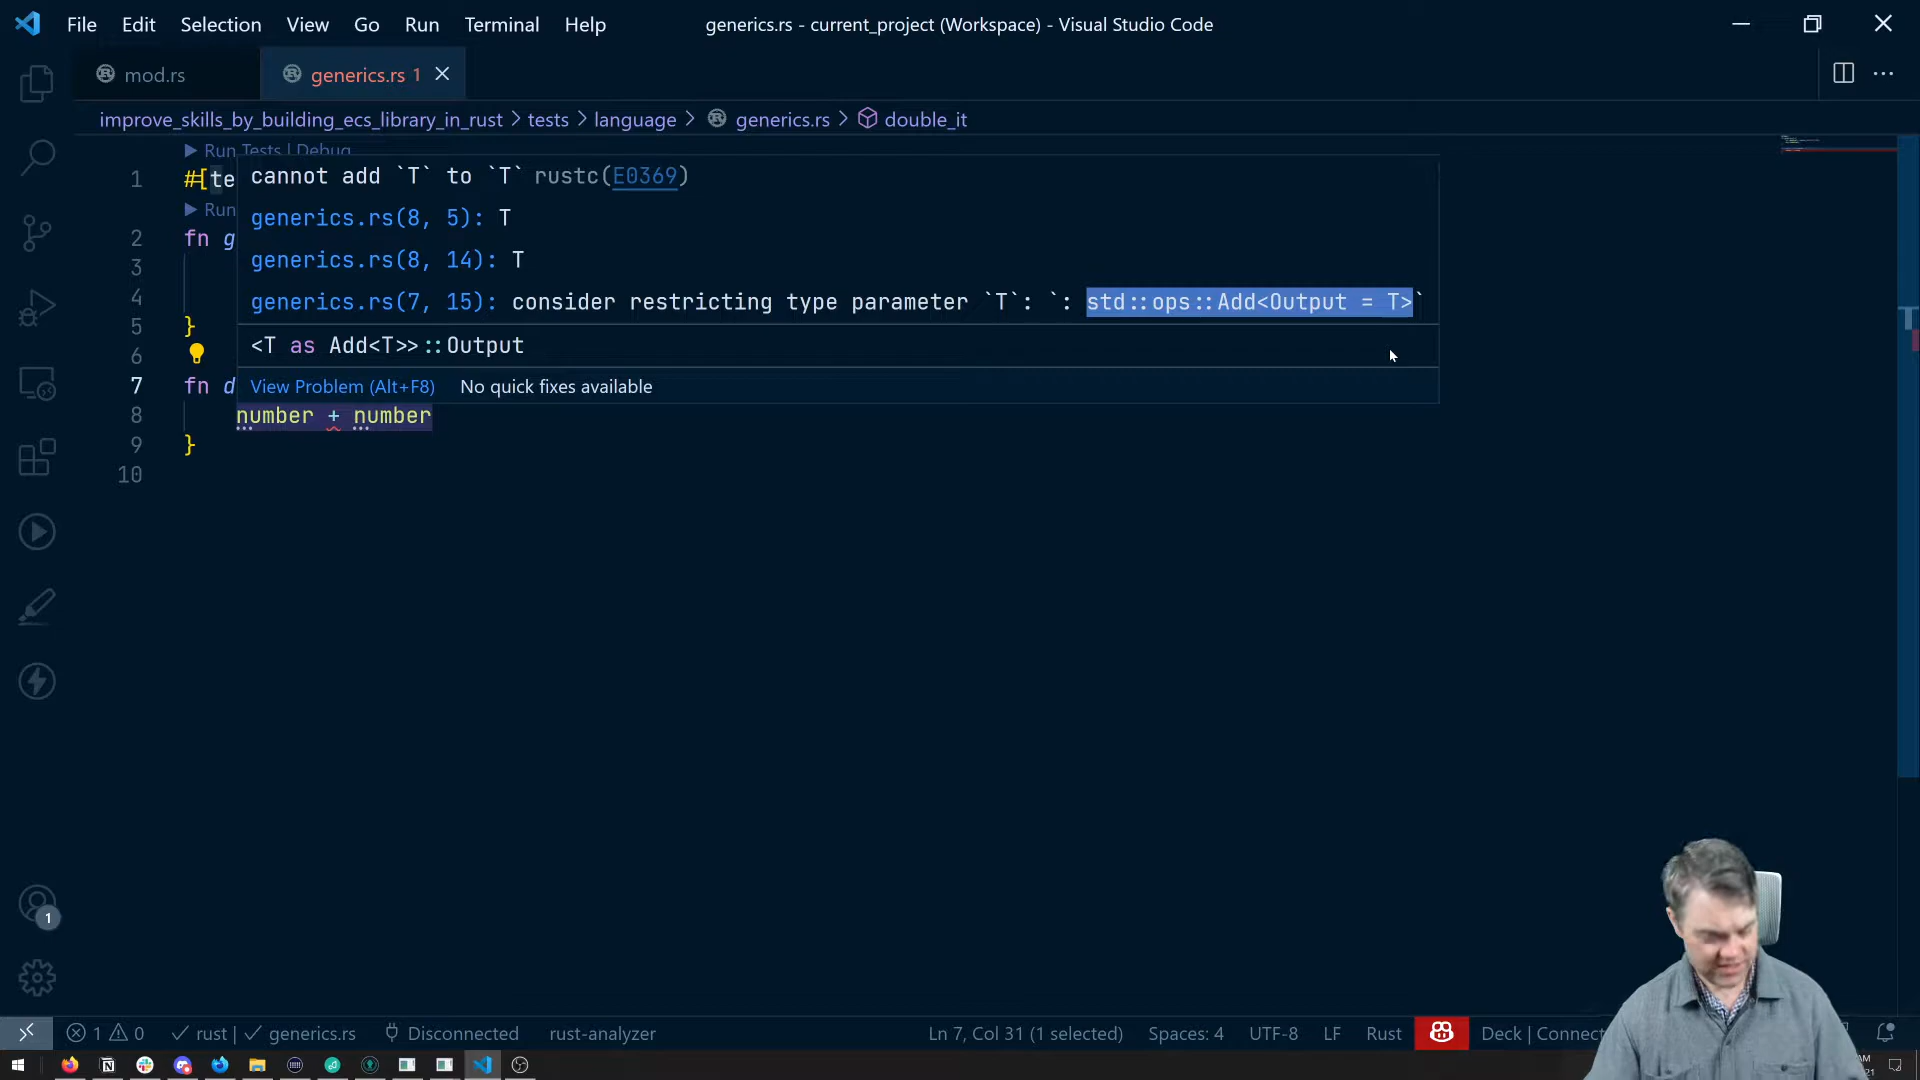 File Edit Selection View Go Run Terminal Help generics.rs - current_project (Workspace) - Visual Studio Code
mod.rs generics.rs 1
improve_skills_by_building_ecs_library_in_rust > tests > language > generics.rs > double_it
Run Tests | Debug
1 #[te
Run
2 fn g
3
4
5 }
6
7 fn d
8 number + number
9 }
10
cannot add `T` to `T` rustc(E0369)
generics.rs(8, 5): T
generics.rs(8, 14): T
generics.rs(7, 15): consider restricting type parameter `T`: `: std::ops::Add<Output = T>`
<T as Add<T>>::Output
View Problem (Alt+F8) No quick fixes available
1
1 0 rust | generics.rs Disconnected rust-analyzer Ln 7, Col 31 (1 selected) Spaces: 4 UTF-8 LF Rust Deck | Connect